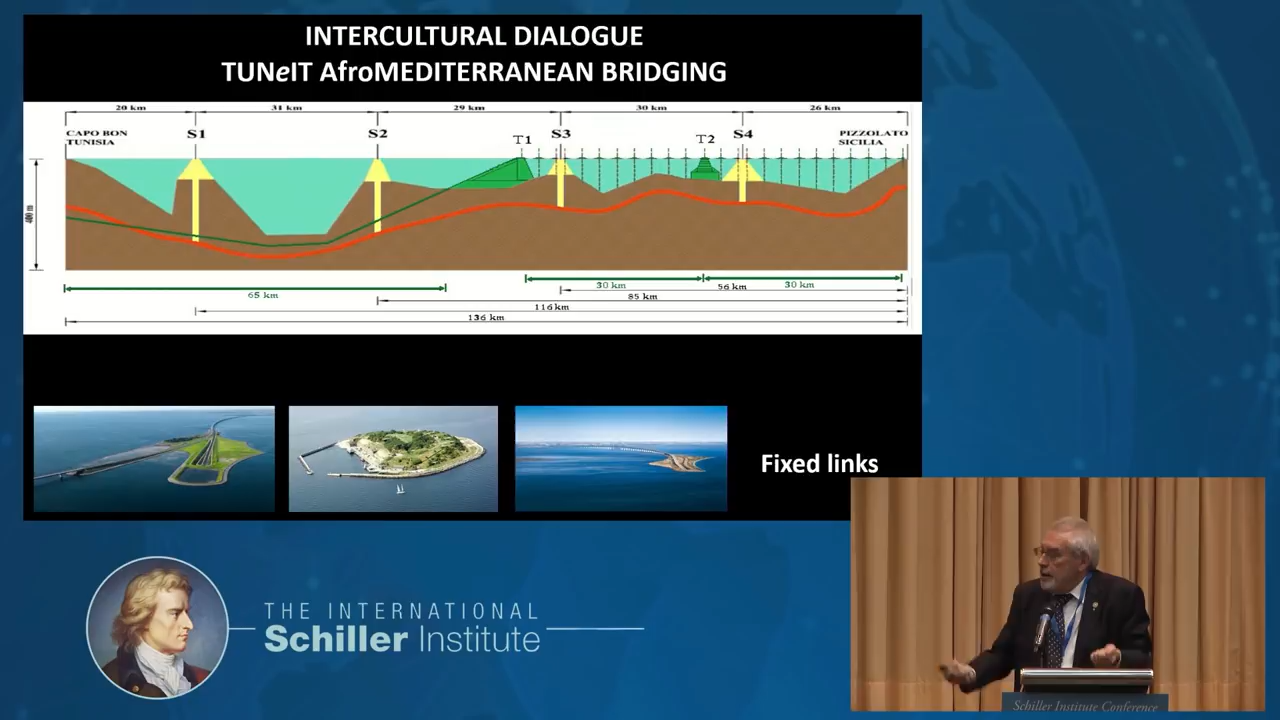 INTERCULTURAL DIALOGUE
TUNeIT AfroMEDITERRANEAN BRIDGING
20 km 31 km 29 km 30 km 26 km
CAPO BON
TUNISIA
S1 S2 T1 S3 T2 S4
PIZZOLATO
SICILIA
400 m
65 km
30 km 30 km
56 km
85 km
116 km
136 km
Fixed links
THE INTERNATIONAL
Schiller Institute
Schiller Institute Conference